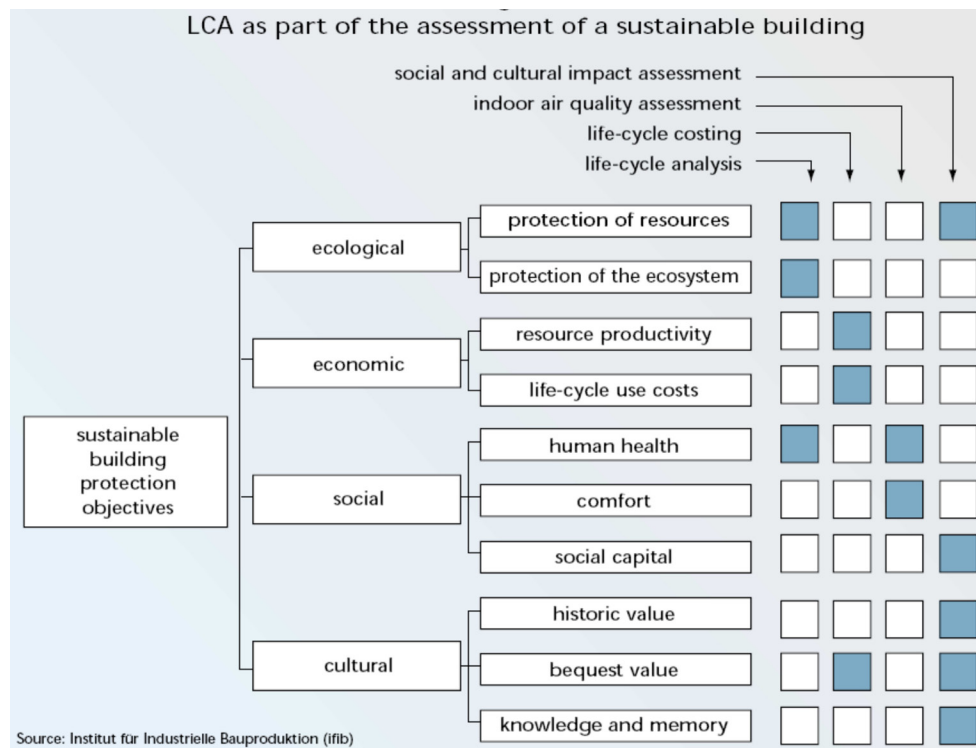 LCA as part of the assessment of a sustainable building
social and cultural impact assessment
indoor air quality assessment
life-cycle costing
life-cycle analysis
sustainable
building
protection
objectives
ecological
protection of resources
protection of the ecosystem
economic
resource productivity
life-cycle use costs
social
human health
comfort
social capital
cultural
historic value
bequest value
knowledge and memory
Source: Institut für Industrielle Bauproduktion (ifib)